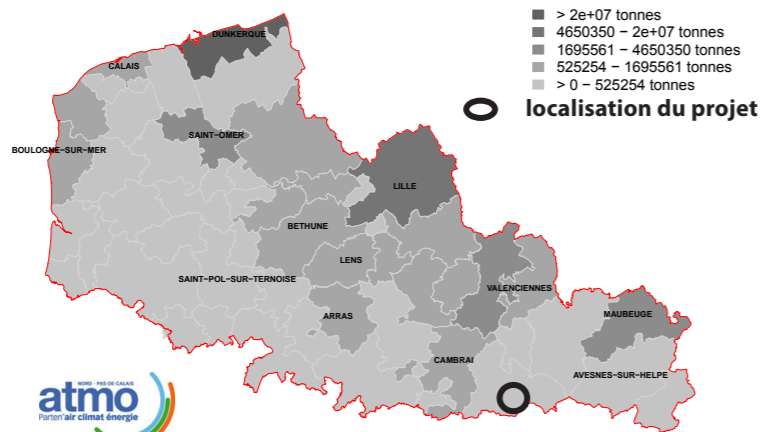 > 2e+07 tonnes
4650350 − 2e+07 tonnes
1695561 − 4650350 tonnes
525254 − 1695561 tonnes
> 0 − 525254 tonnes
localisation du projet
DUNKERQUE
CALAIS
SAINT−OMER
BOULOGNE−SUR−MER
LILLE
BETHUNE
LENS
SAINT−POL−SUR−TERNOISE
VALENCIENNES
ARRAS
MAUBEUGE
CAMBRAI
AVESNES−SUR−HELPE
NORD - PAS DE CALAIS
atmo
Parten'air climat énergie